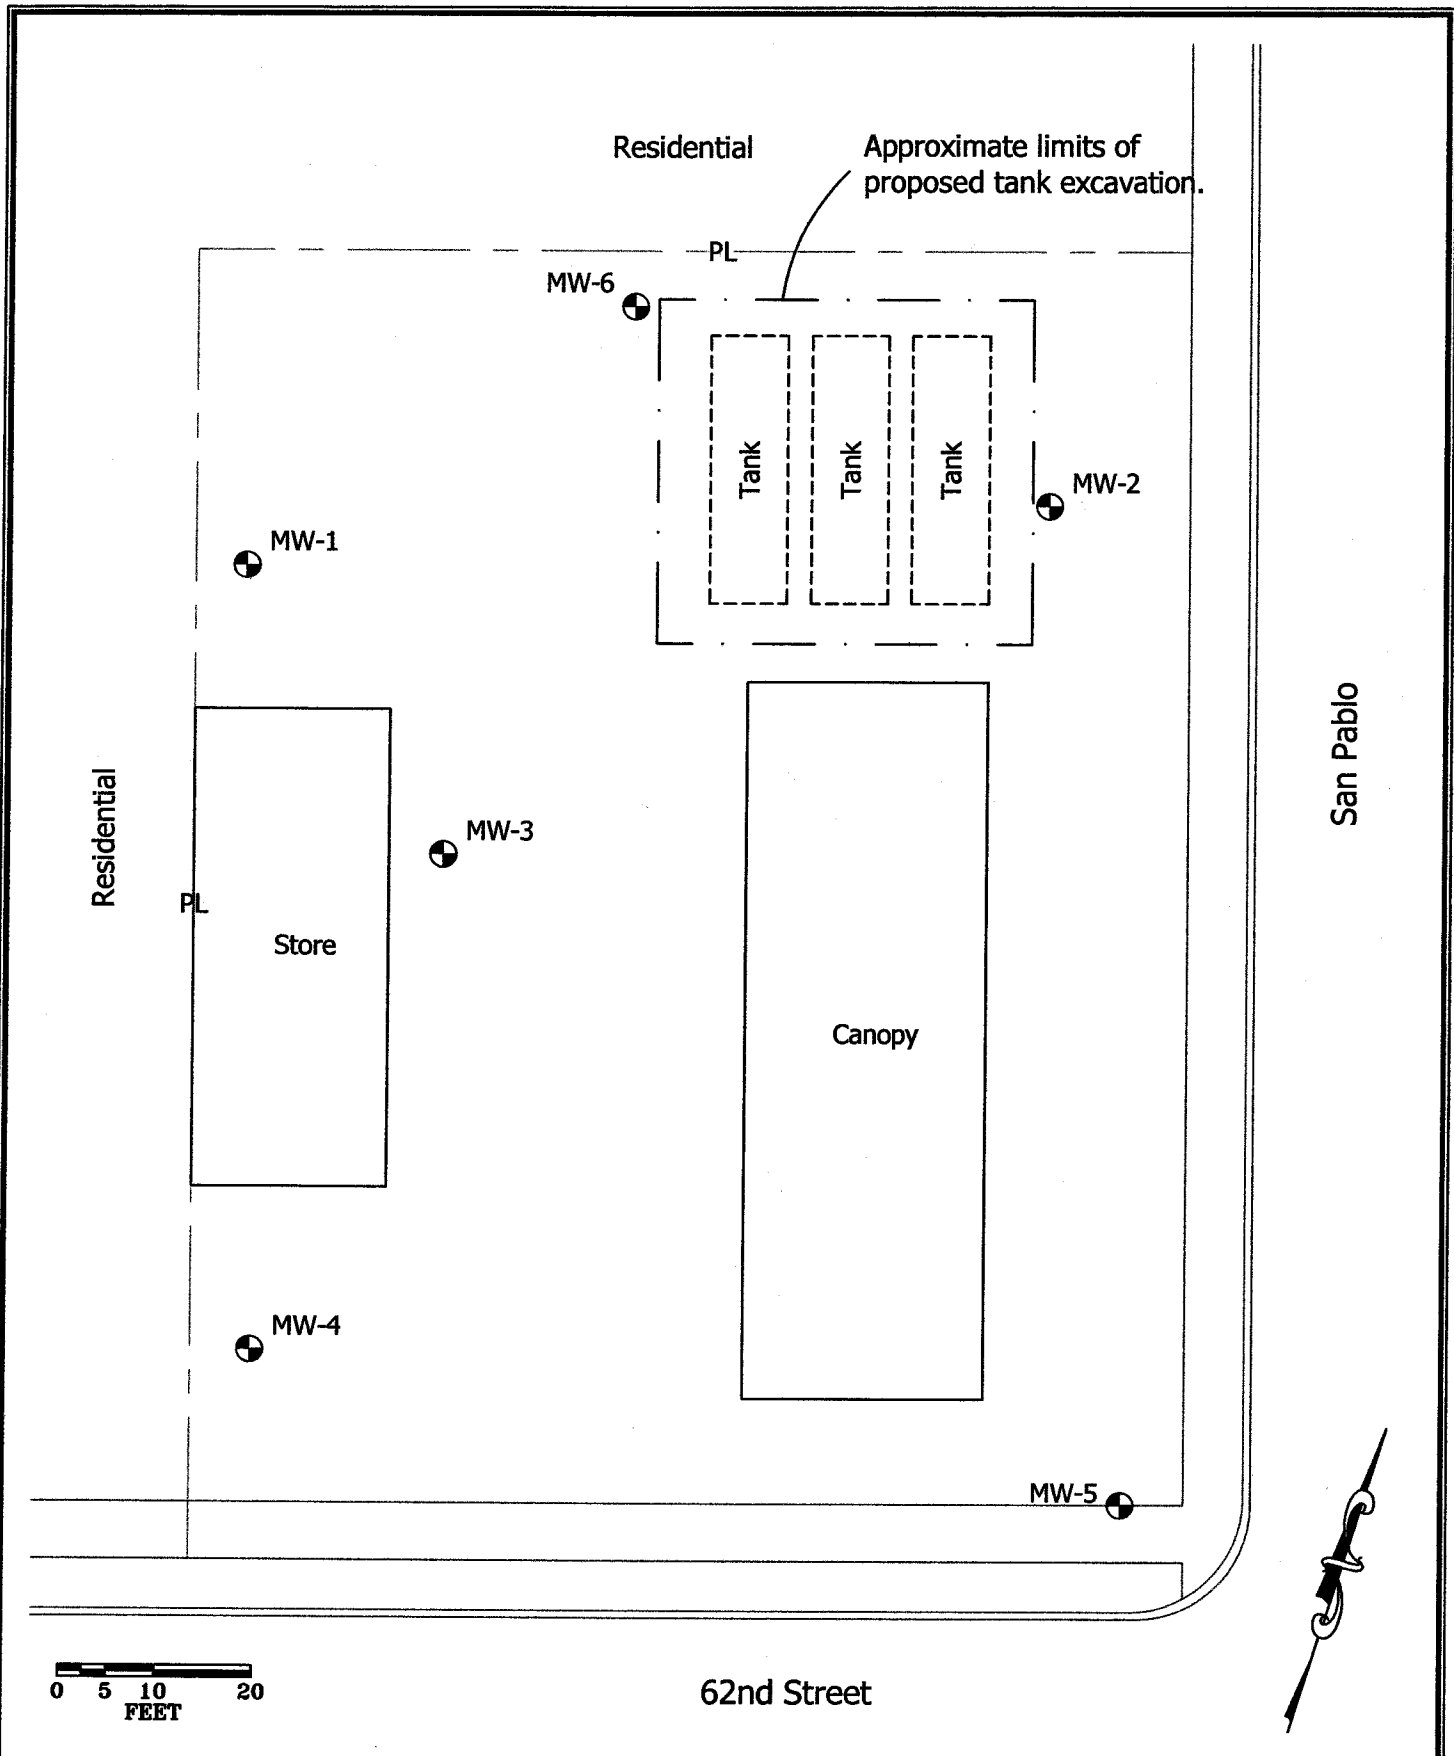 Residential
Approximate limits of
proposed tank excavation.
PL
MW-6
Tank
Tank
Tank
MW-2
MW-1
San Pablo
Residential
MW-3
PL
Store
Canopy
MW-4
MW-5
0 5 10 20
FEET
62nd Street